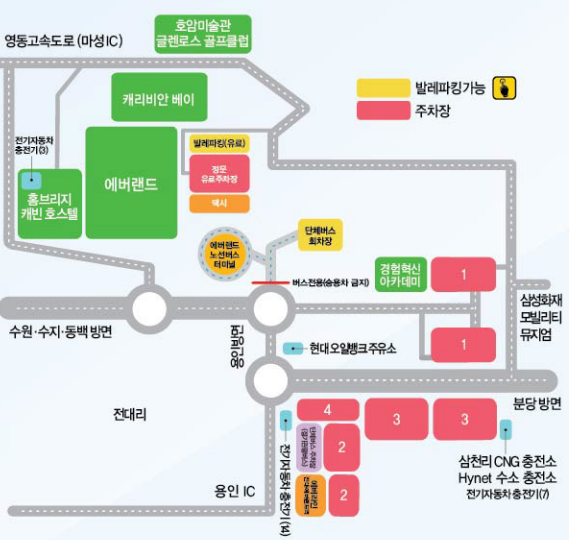 호암미술관
글렌로스 골프클럽
영동고속도로 (마성IC)
캐리비안 베이
발레파킹가능
주차장
전기자동차
충전기(3)
홈브리지
캐빈 호스텔
에버랜드
발레파킹(유료)
정문
유료주차장
택시
에버랜드
노선버스
터미널
단체버스
회차장
버스전용(승용차 금지)
경험혁신
아카데미
1
삼성화재
모빌리티
뮤지엄
수원·수지·동백 방면
현대오일뱅크주유소
1
분당 방면
전대리
4
3
3
2
2
전기자동차 충전기(14)
용인 IC
삼천리 CNG 충전소
Hynet 수소 충전소
전기자동차 충전기(7)